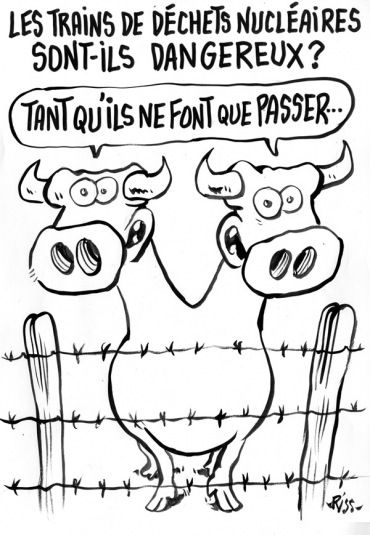 LES TRAINS DE DÉCHETS NUCLÉAIRES
SONT-ILS DANGEREUX ?
TANT QU'ILS NE FONT QUE PASSER...
RISS